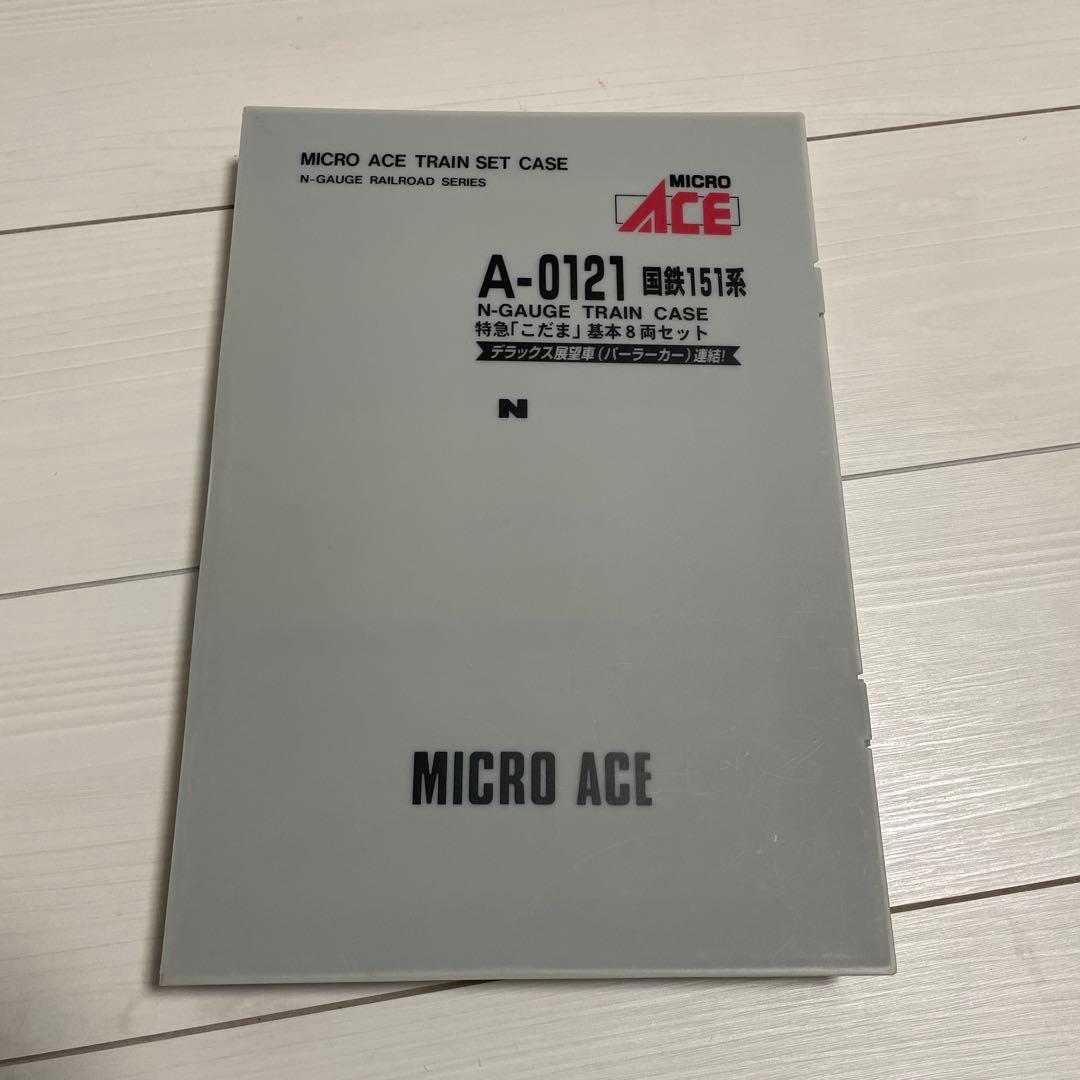 MICRO ACE TRAIN SET CASE
N-GAUGE RAILROAD SERIES
MICRO
ACE
A-0121 国鉄151系
N-GAUGE TRAIN CASE
特急「こだま」基本8両セット
デラックス展望車(パーラーカー)連結!
N
MICRO ACE